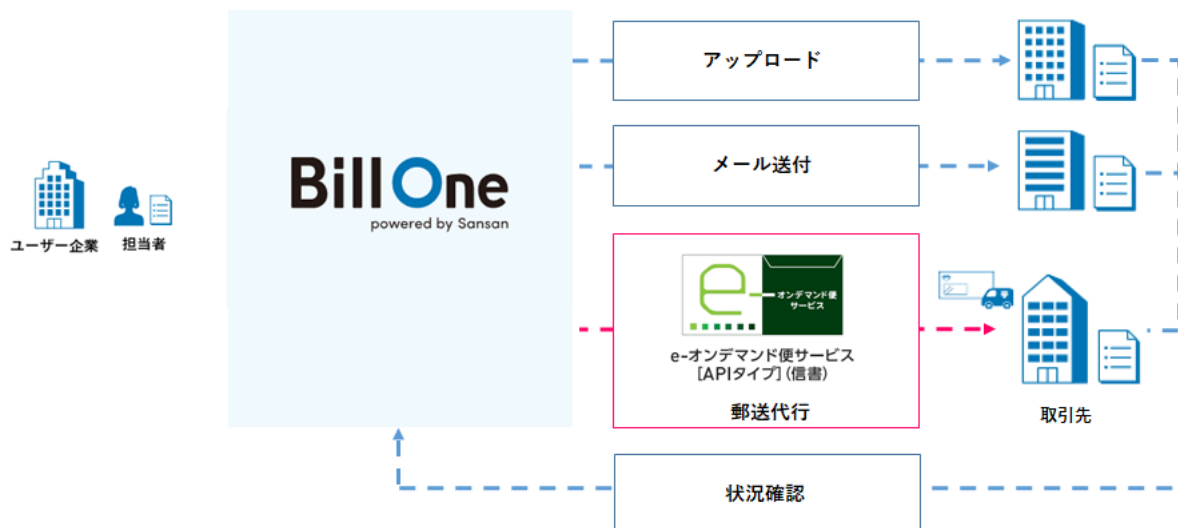 ユーザー企業
担当者
Bill One
powered by Sansan
アップロード
メール送付
e
オンデマンド便
サービス
e-オンデマンド便サービス
[APIタイプ](信書)
郵送代行
取引先
状況確認